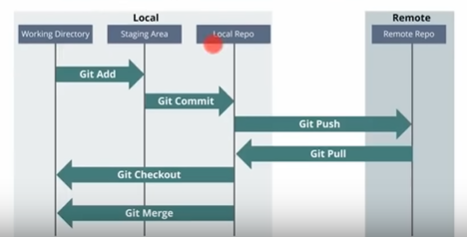 Local
Remote
Working Directory
Staging Area
Local Repo
Remote Repo
Git Add
Git Commit
Git Push
Git Pull
Git Checkout
Git Merge